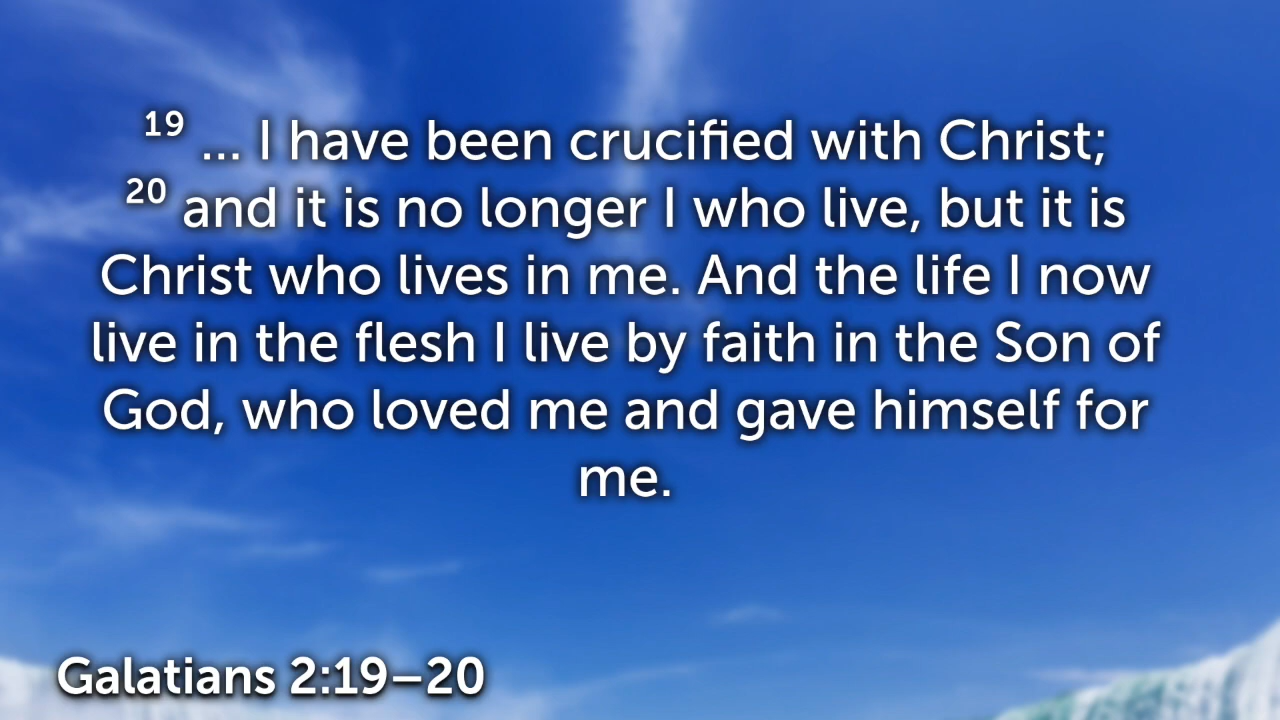 19 ... I have been crucified with Christ;
20 and it is no longer I who live, but it is
Christ who lives in me. And the life I now
live in the flesh I live by faith in the Son of
God, who loved me and gave himself for
me.
Galatians 2:19–20